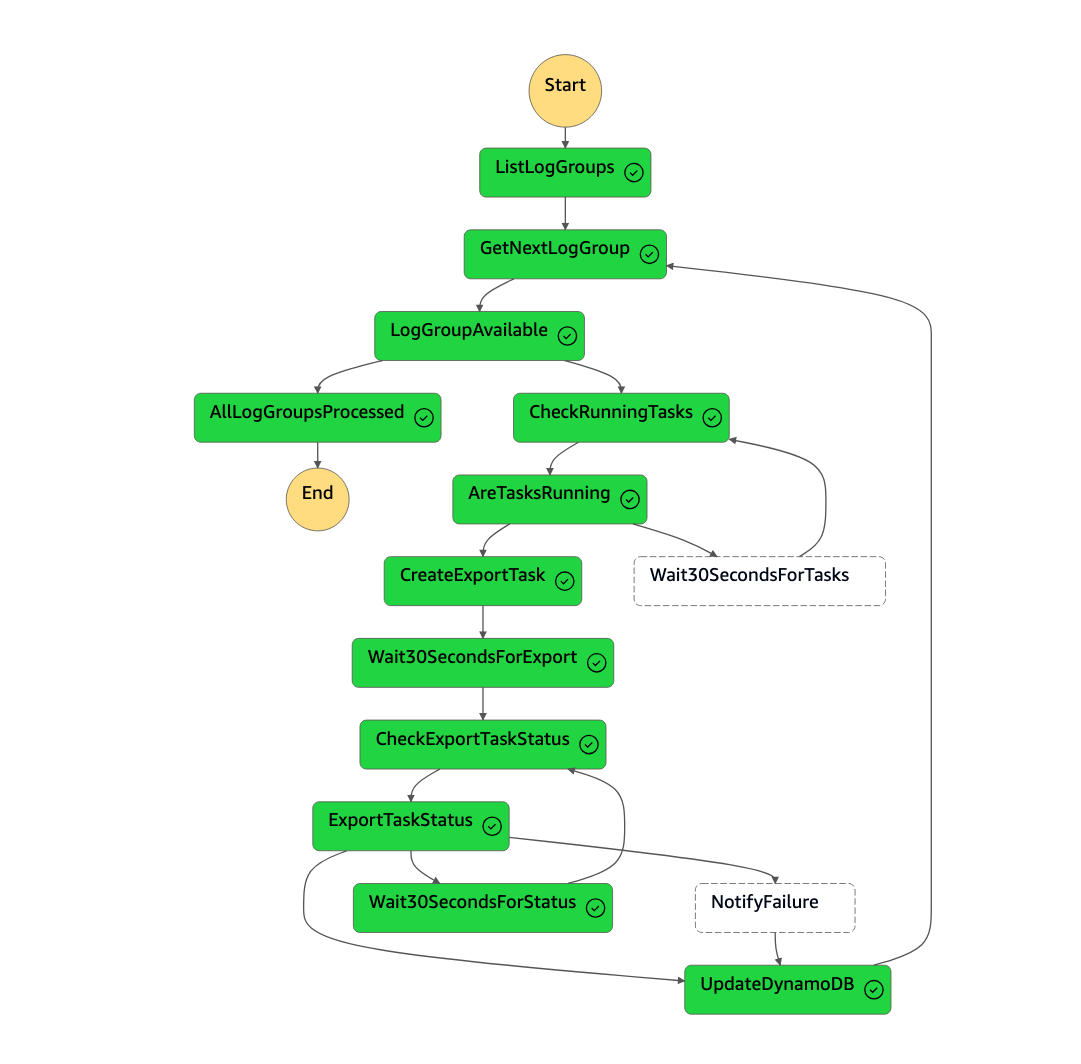 Start
ListLogGroups
GetNextLogGroup
LogGroupAvailable
AllLogGroupsProcessed
CheckRunningTasks
End
AreTasksRunning
CreateExportTask
Wait30SecondsForTasks
Wait30SecondsForExport
CheckExportTaskStatus
ExportTaskStatus
Wait30SecondsForStatus
NotifyFailure
UpdateDynamoDB